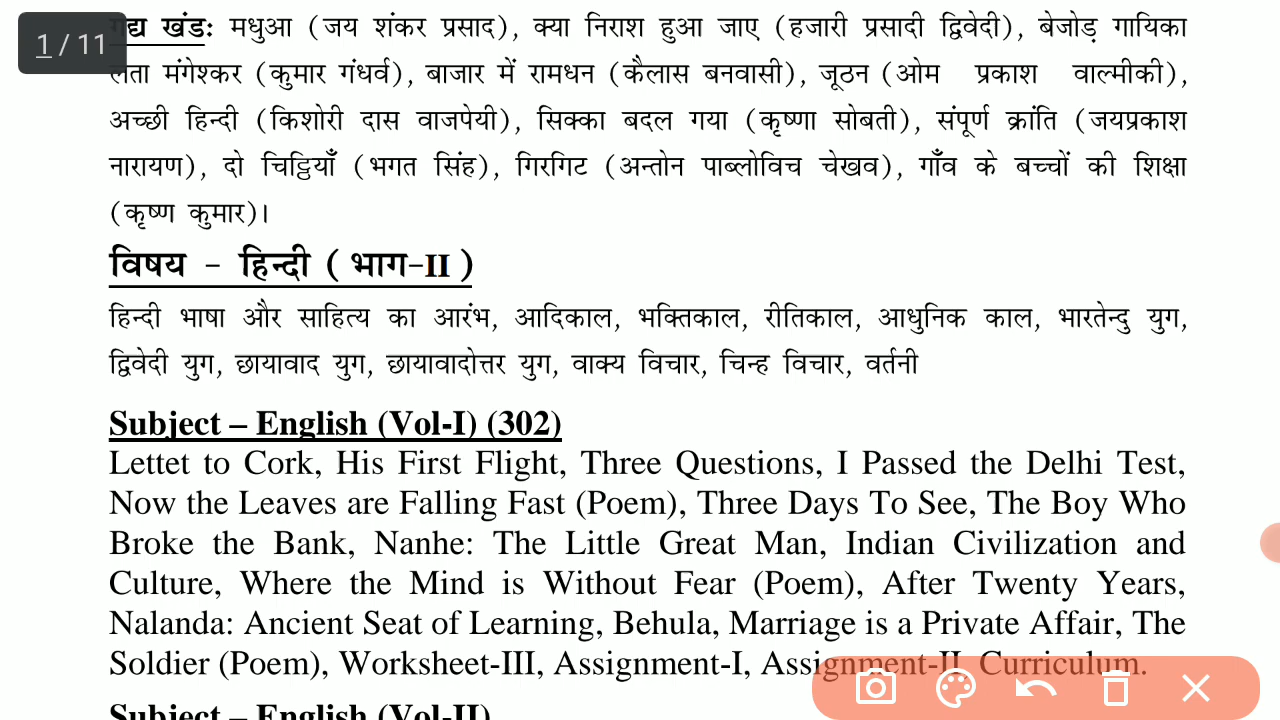 1 / 11
गद्य खंड: मधुआ (जय शंकर प्रसाद), क्या निराश हुआ जाए (हजारी प्रसादी द्विवेदी), बेजोड़ गायिका
लता मंगेश्कर (कुमार गंधर्व), बाजार में रामधन (कैलास बनवासी), जूठन (ओम प्रकाश वाल्मीकी),
अच्छी हिन्दी (किशोरी दास वाजपेयी), सिक्का बदल गया (कृष्णा सोबती), संपूर्ण क्रांति (जयप्रकाश
नारायण), दो चिट्ठियाँ (भगत सिंह), गिरगिट (अन्तोन पाब्लोविच चेखव), गाँव के बच्चों की शिक्षा
(कृष्ण कुमार)।
विषय - हिन्दी ( भाग-II )
हिन्दी भाषा और साहित्य का आरंभ, आदिकाल, भक्तिकाल, रीतिकाल, आधुनिक काल, भारतेन्दु युग,
द्विवेदी युग, छायावाद युग, छायावादोत्तर युग, वाक्य विचार, चिन्ह विचार, वर्तनी
Subject – English (Vol-I) (302)
Lettet to Cork, His First Flight, Three Questions, I Passed the Delhi Test,
Now the Leaves are Falling Fast (Poem), Three Days To See, The Boy Who
Broke the Bank, Nanhe: The Little Great Man, Indian Civilization and
Culture, Where the Mind is Without Fear (Poem), After Twenty Years,
Nalanda: Ancient Seat of Learning, Behula, Marriage is a Private Affair, The
Soldier (Poem), Worksheet-III, Assignment-I, Assignment-II, Curriculum.
Subject – English (Vol-II)